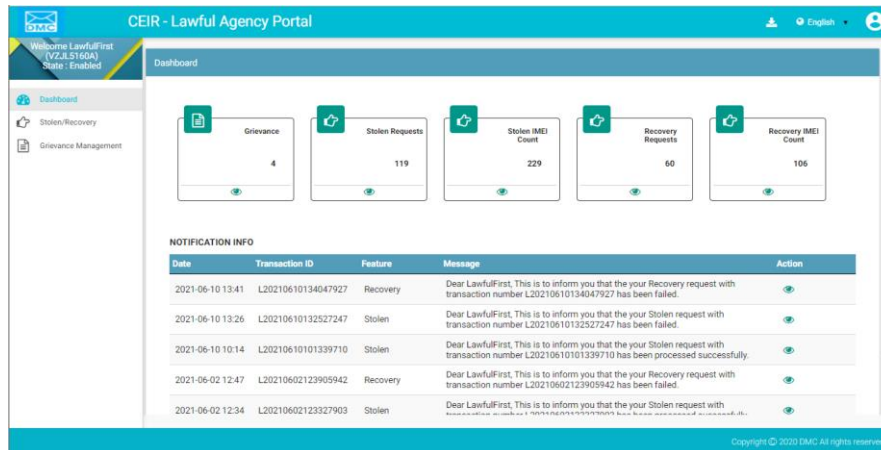 DMC
CEIR - Lawful Agency Portal
English
Welcome LawfulFirst
(VZJL5160A)
State : Enabled
Dashboard
Dashboard
Stolen/Recovery
Grievance Management
Grievance
4
Stolen Requests
119
Stolen IMEI
Count
229
Recovery
Requests
60
Recovery IMEI
Count
106
NOTIFICATION INFO
Date Transaction ID Feature Message Action
2021-06-10 13:41 L20210610134047927 Recovery Dear LawfulFirst, This is to inform you that the your Recovery request with
transaction number L20210610134047927 has been failed.
2021-06-10 13:26 L20210610132527247 Stolen Dear LawfulFirst, This is to inform you that the your Stolen request with
transaction number L20210610132527247 has been failed.
2021-06-10 10:14 L20210610101339710 Stolen Dear LawfulFirst, This is to inform you that the your Stolen request with
transaction number L20210610101339710 has been processed successfully.
2021-06-02 12:47 L20210602123905942 Recovery Dear LawfulFirst, This is to inform you that the your Recovery request with
transaction number L20210602123905942 has been failed.
2021-06-02 12:34 L20210602123327903 Stolen Dear LawfulFirst, This is to inform you that the your Stolen request with
Copyright © 2020 DMC All rights reserve